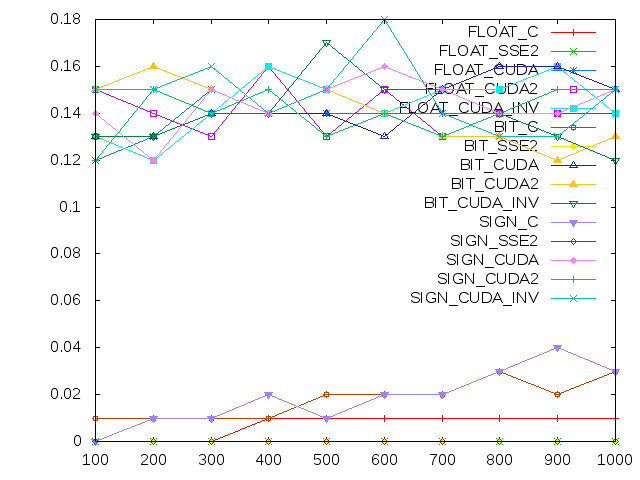 0.18
0.16
0.14
0.12
0.1
0.08
0.06
0.04
0.02
0
100 200 300 400 500 600 700 800 900 1000
FLOAT_C
FLOAT_SSE2
FLOAT_CUDA
FLOAT_CUDA2
FLOAT_CUDA_INV
BIT_C
BIT_SSE2
BIT_CUDA
BIT_CUDA2
BIT_CUDA_INV
SIGN_C
SIGN_SSE2
SIGN_CUDA
SIGN_CUDA2
SIGN_CUDA_INV